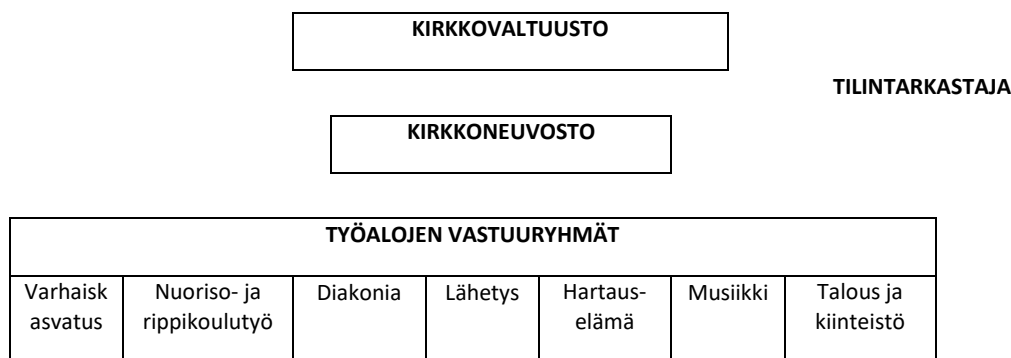 KIRKKOVALTUUSTO
TILINTARKASTAJA
KIRKKONEUVOSTO
TYÖALOJEN VASTUURYHMÄT
Varhaisk
asvatus
Nuoriso- ja
rippikoulutyö
Diakonia
Lähetys
Hartaus-
elämä
Musiikki
Talous ja
kiinteistö